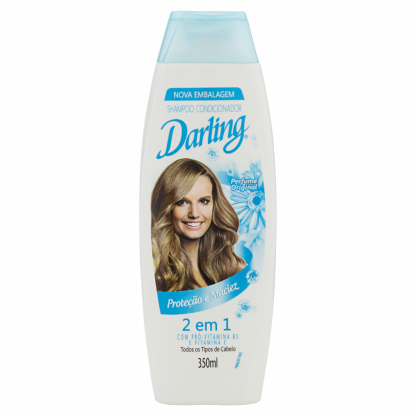 NOVA EMBALAGEM
SHAMPOO CONDICIONADOR
Darling
Perfume
Original
Proteção e Maciez
2 em 1
COM PRÓ-VITAMINA B5
E VITAMINA E
Todos os Tipos de Cabelo
350ml